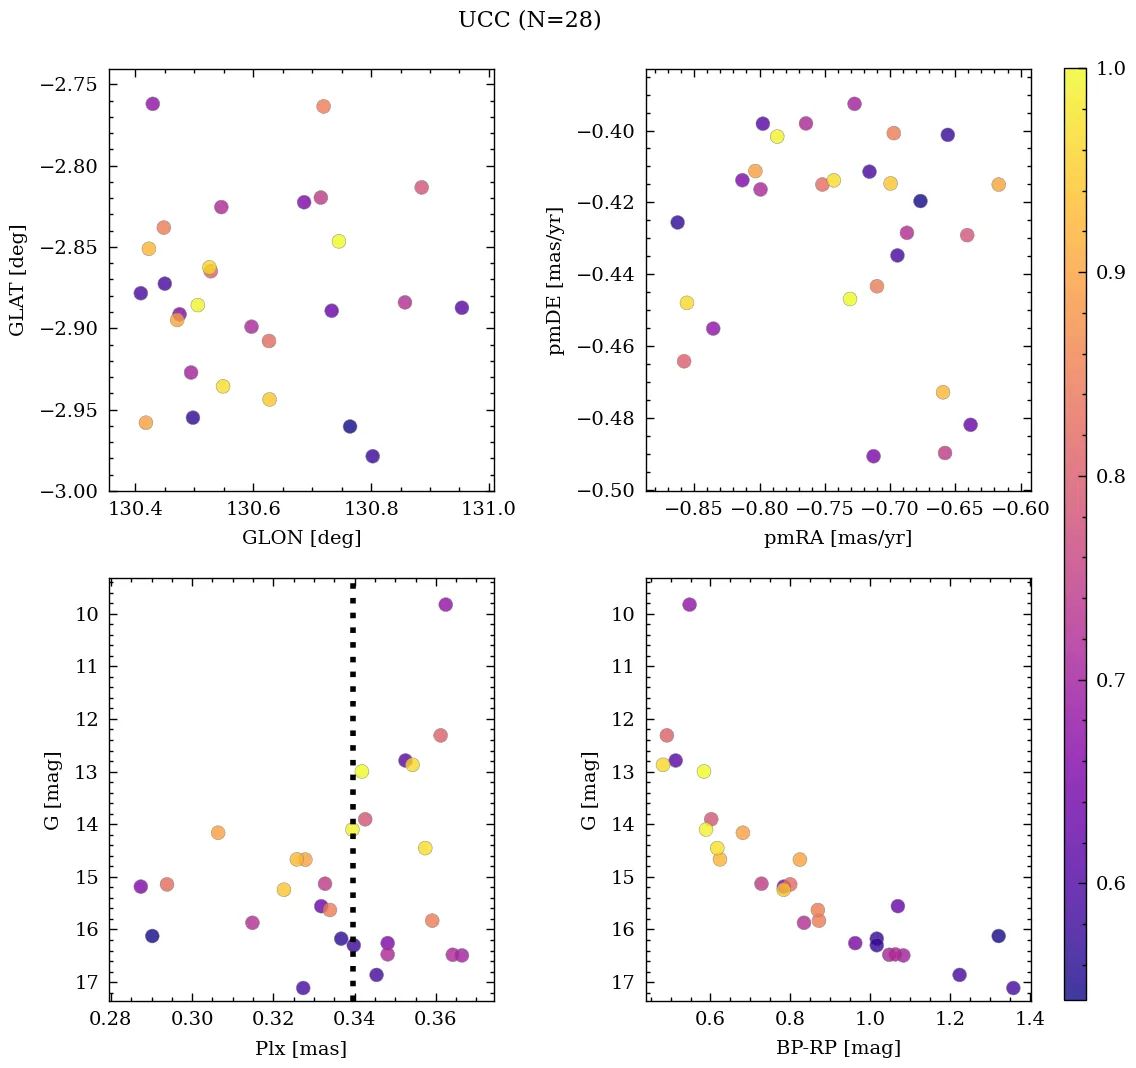 UCC (N=28)
−2.75
−2.80
−2.85
−2.90
−2.95
−3.00
GLAT [deg]
130.4 130.6 130.8 131.0
GLON [deg]
−0.40
−0.42
−0.44
−0.46
−0.48
−0.50
pmDE [mas/yr]
−0.85 −0.80 −0.75 −0.70 −0.65 −0.60
pmRA [mas/yr]
10
11
12
13
14
15
16
17
G [mag]
0.28 0.30 0.32 0.34 0.36
Plx [mas]
10
11
12
13
14
15
16
17
G [mag]
0.6 0.8 1.0 1.2 1.4
BP-RP [mag]
1.0
0.9
0.8
0.7
0.6